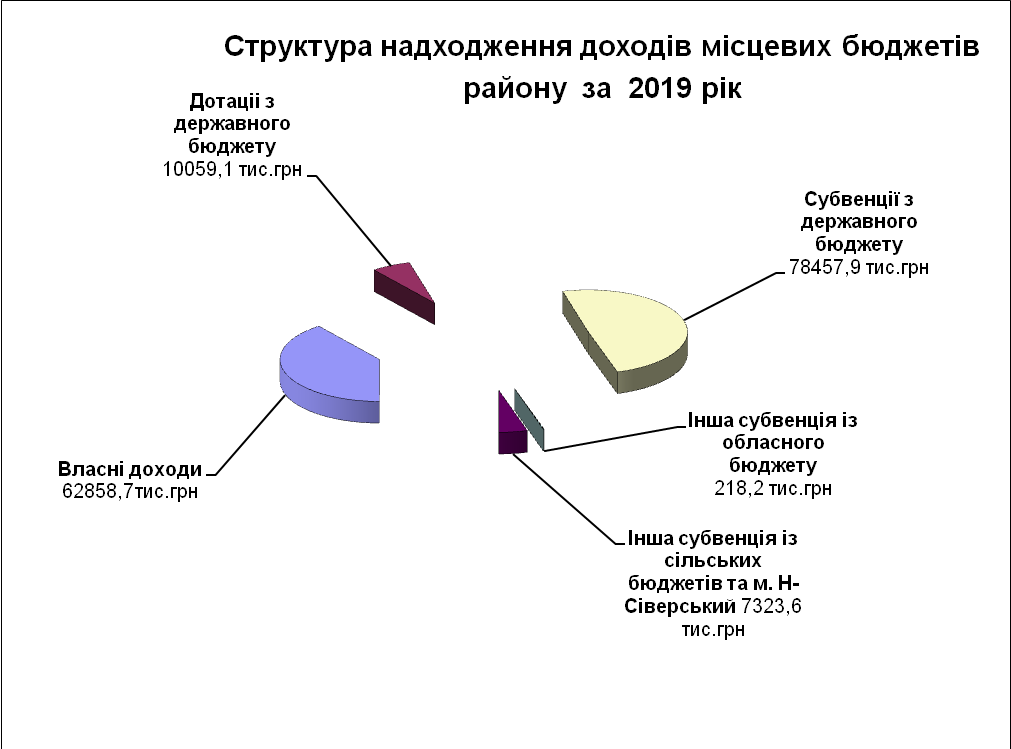 Структура надходження доходів місцевих бюджетів
району за 2019 рік
Дотаціі з
державного
бюджету
10059,1 тис.грн
Субвенції з
державного
бюджету
78457,9 тис.грн
Інша субвенція із
обласного
бюджету
218,2 тис.грн
Власні доходи
62858,7тис.грн
Інша субвенція із
сільських
бюджетів та м. Н-
Сіверський 7323,6
тис.грн